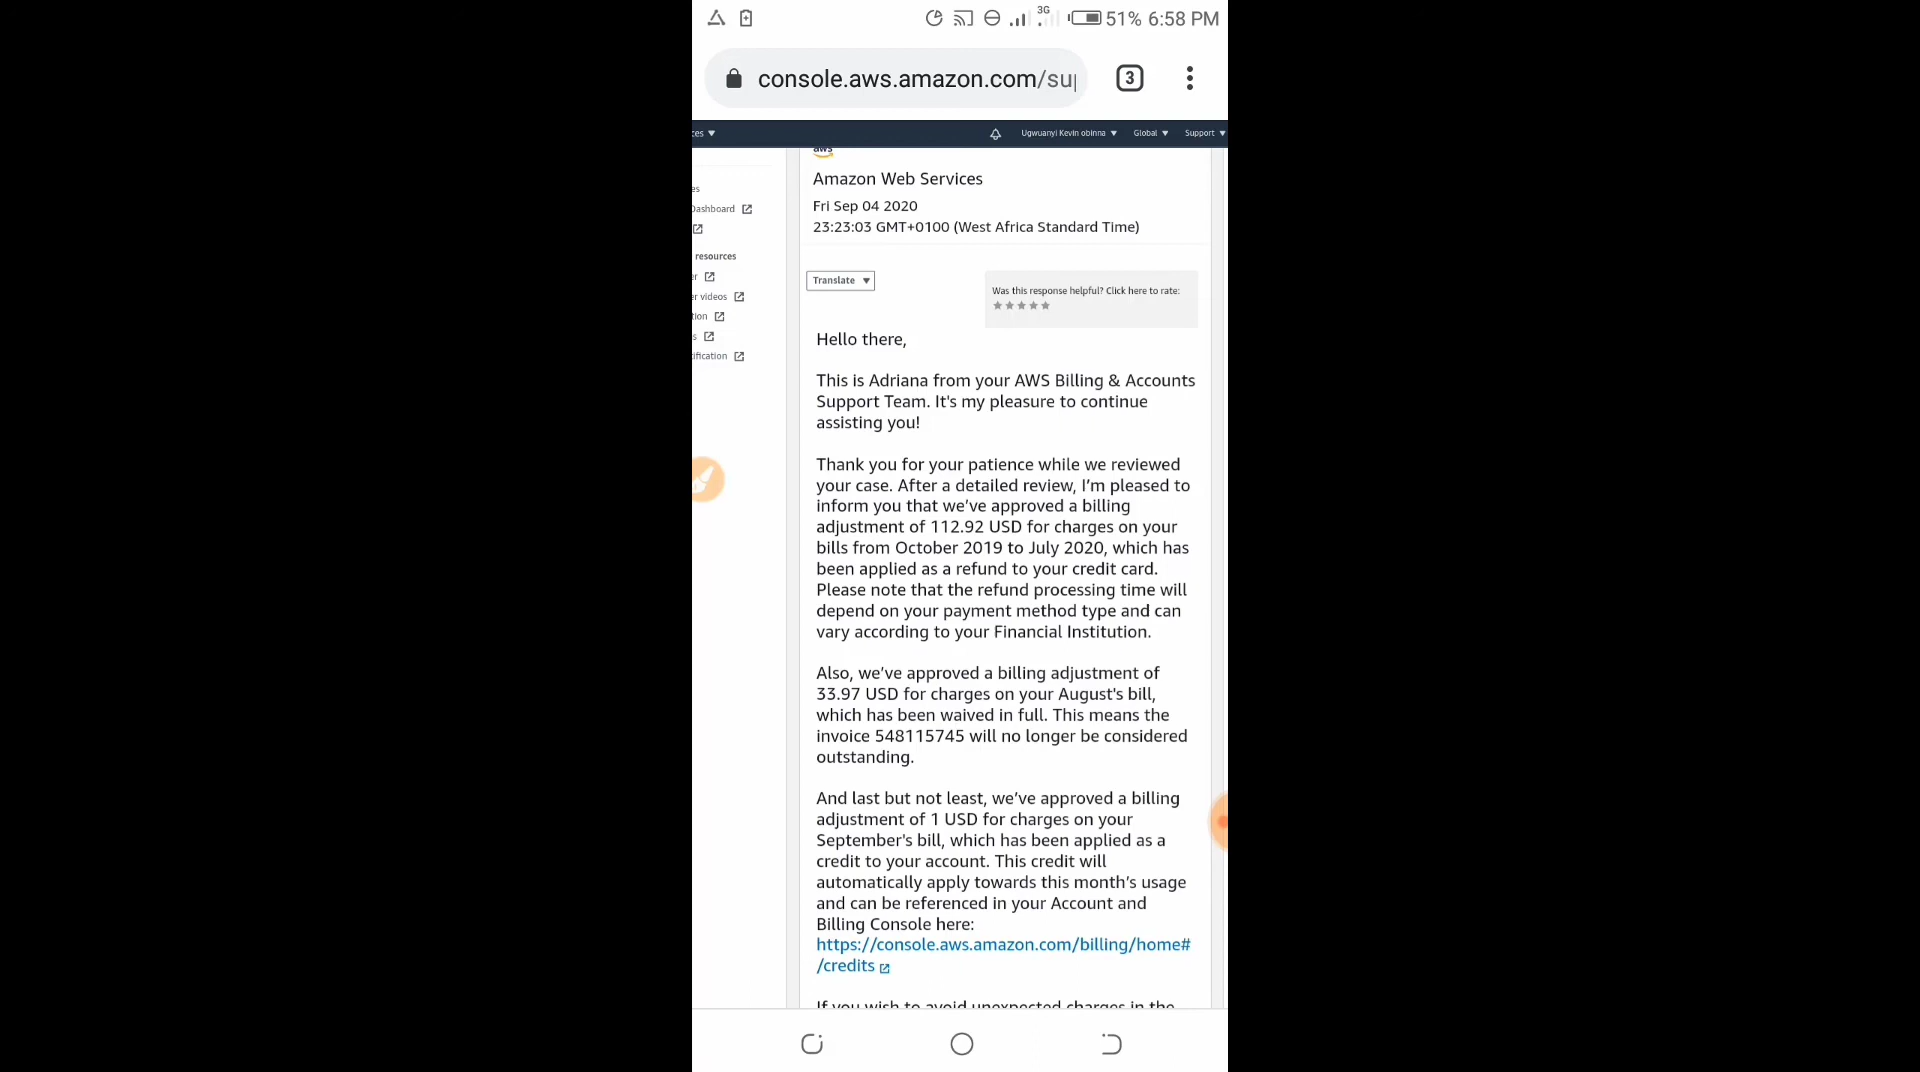 3G
51% 6:58 PM
console.aws.amazon.com/su
3
Ugwuanyi Kevin obinna
Global
Support
aws
Amazon Web Services
Fri Sep 04 2020
23:23:03 GMT+0100 (West Africa Standard Time)
Dashboard
resources
videos
Translate
Was this response helpful? Click here to rate:
Hello there,
This is Adriana from your AWS Billing & Accounts
Support Team. It's my pleasure to continue
assisting you!
Thank you for your patience while we reviewed
your case. After a detailed review, I’m pleased to
inform you that we’ve approved a billing
adjustment of 112.92 USD for charges on your
bills from October 2019 to July 2020, which has
been applied as a refund to your credit card.
Please note that the refund processing time will
depend on your payment method type and can
vary according to your Financial Institution.
Also, we’ve approved a billing adjustment of
33.97 USD for charges on your August's bill,
which has been waived in full. This means the
invoice 548115745 will no longer be considered
outstanding.
And last but not least, we’ve approved a billing
adjustment of 1 USD for charges on your
September's bill, which has been applied as a
credit to your account. This credit will
automatically apply towards this month’s usage
and can be referenced in your Account and
Billing Console here:
https://console.aws.amazon.com/billing/home#
/credits
If you wish to avoid unexpected charges in the